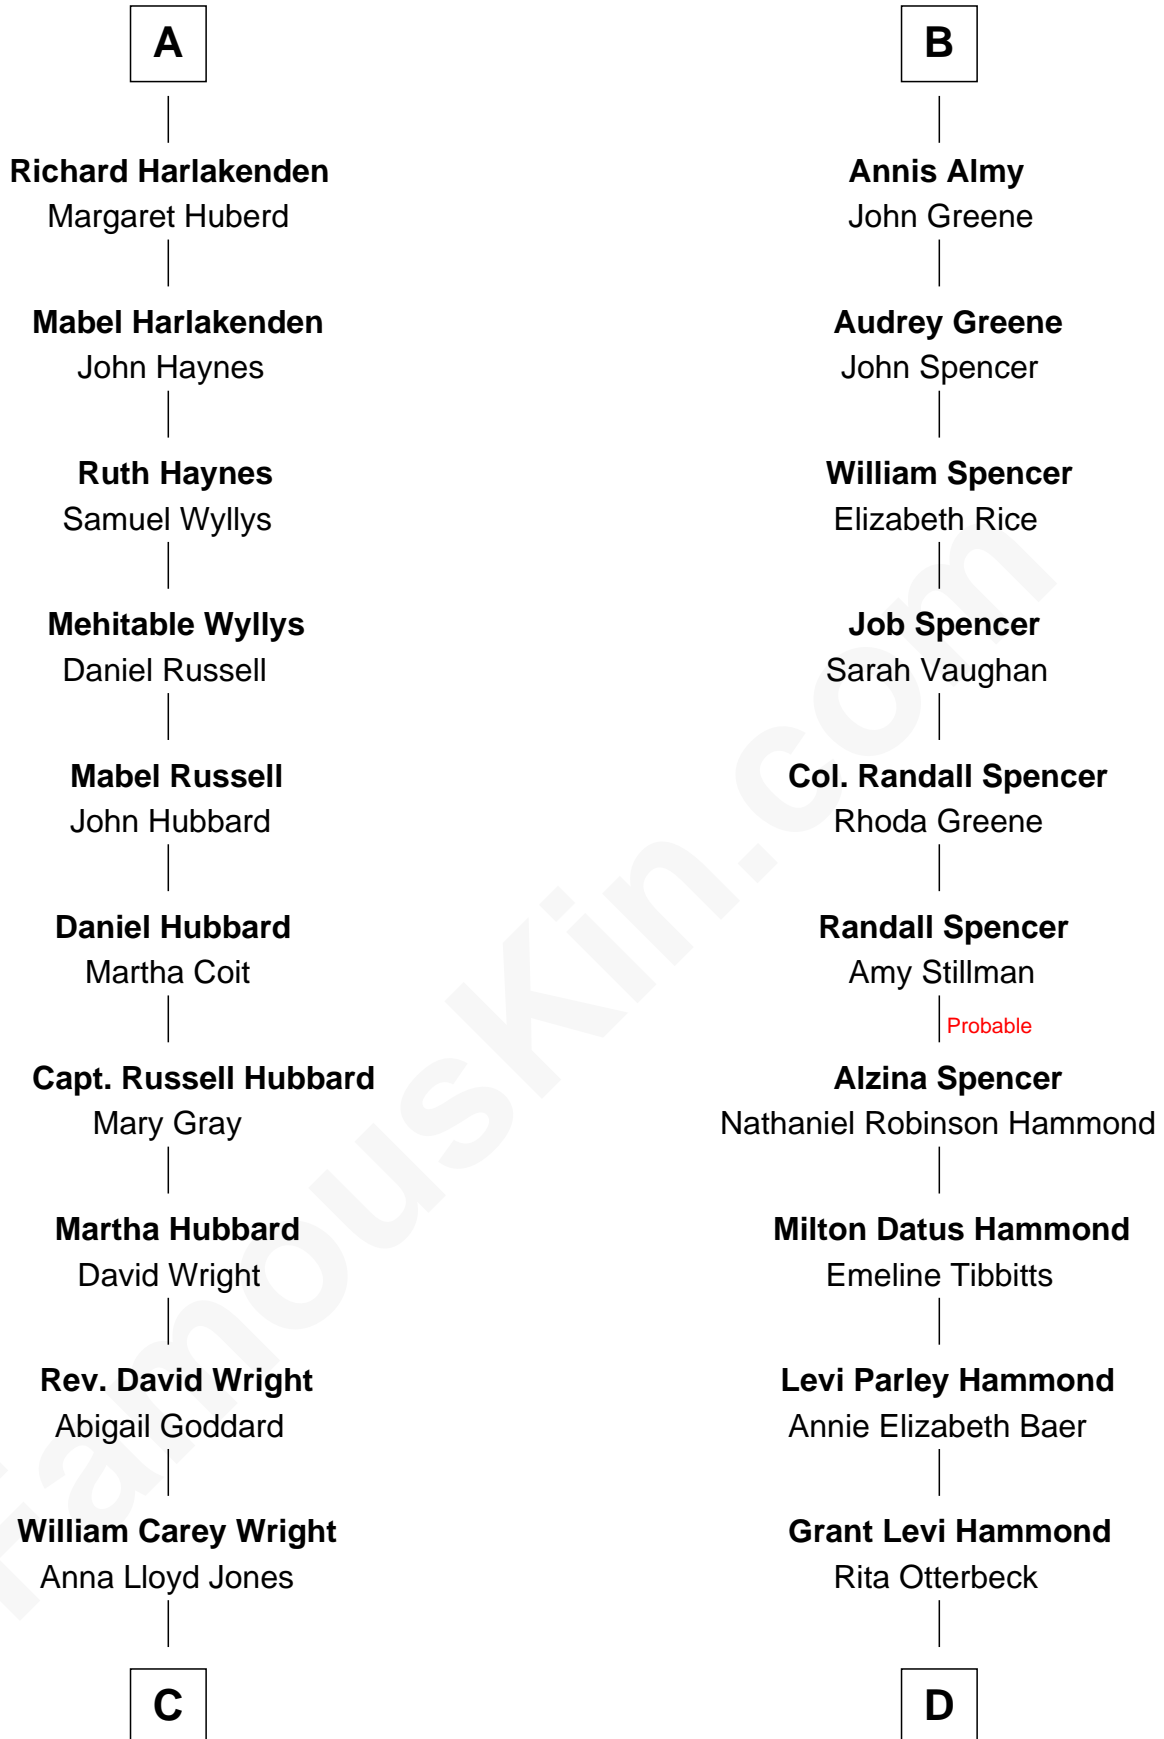 A
Richard Harlakenden
Margaret Huberd
Mabel Harlakenden
John Haynes
Ruth Haynes
Samuel Wyllys
Mehitable Wyllys
Daniel Russell
Mabel Russell
John Hubbard
Daniel Hubbard
Martha Coit
Capt. Russell Hubbard
Mary Gray
Martha Hubbard
David Wright
Rev. David Wright
Abigail Goddard
William Carey Wright
Anna Lloyd Jones
C
B
Annis Almy
John Greene
Audrey Greene
John Spencer
William Spencer
Elizabeth Rice
Job Spencer
Sarah Vaughan
Col. Randall Spencer
Rhoda Greene
Randall Spencer
Amy Stillman
Probable
Alzina Spencer
Nathaniel Robinson Hammond
Milton Datus Hammond
Emeline Tibbitts
Levi Parley Hammond
Annie Elizabeth Baer
Grant Levi Hammond
Rita Otterbeck
D
FamousKin.com